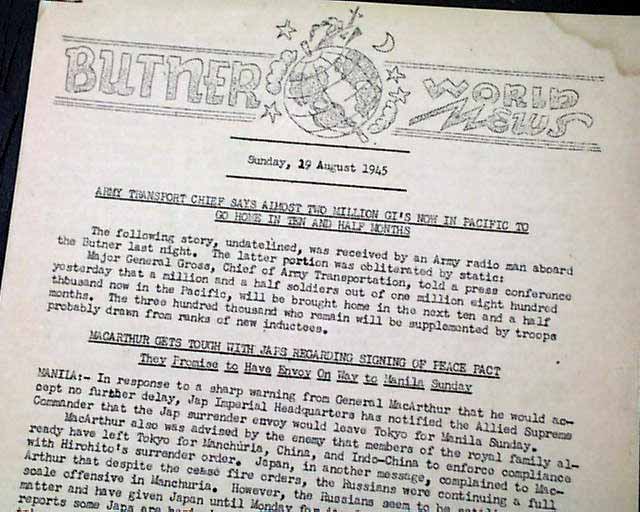 BUTNER WORLD NEWS
Sunday, 19 August 1945
ARMY TRANSPORT CHIEF SAYS ALMOST TWO MILLION GI'S NOW IN PACIFIC TO
GO HOME IN TEN AND HALF MONTHS
The following story, undatelined, was received by an Army radio man aboard
the Butner last night. The latter portion was obliterated by static:
Major General Gross, Chief of Army Transportation, told a press conference
yesterday that a million and a half soldiers out of one million eight hundred
thousand now in the Pacific, will be brought home in the next ten and a half
months. The three hundred thousand who remain will be supplemented by troops
probably drawn from ranks of new inductees.
MACARTHUR GETS TOUGH WITH JAPS REGARDING SIGNING OF PEACE PACT
They Promise to Have Envoy On Way to Manila Sunday
MANILA:- In response to a sharp warning from General MacArthur that he would ac-
cept no further delay, Jap Imperial Headquarters has notified the Allied Supreme
Commander that the Jap surrender envoy would leave Tokyo for Manila Sunday.
MacArthur also was advised by the enemy that members of the royal family al-
ready have left Tokyo for Manchuria, China, and Indo-China to enforce compliance
with Hirohito's surrender order. Japan, in another message, complained to Mac-
Arthur that despite the cease fire orders, the Russians were continuing a full
scale offensive in Manchuria. However, the Russians seem to be
matter and have given Japan until Monday
reports some Japs are